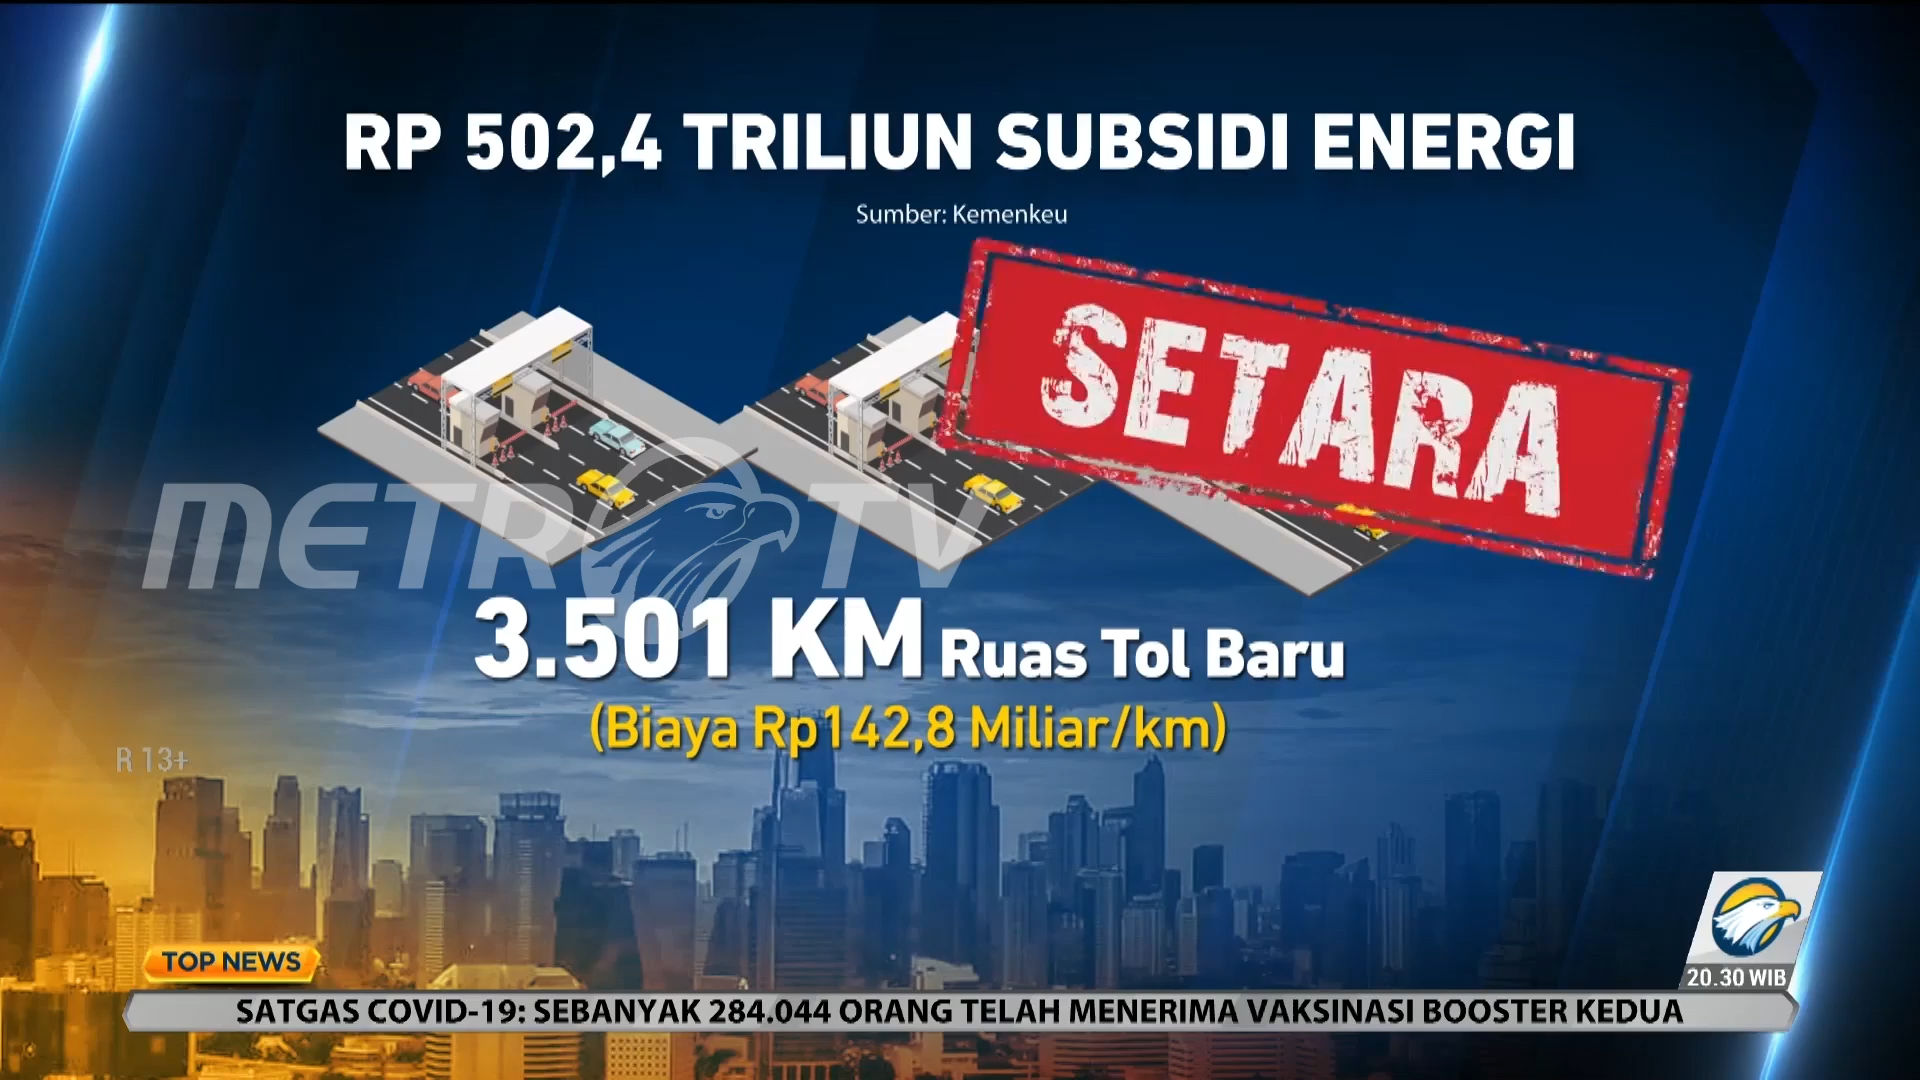 RP 502,4 TRILIUN SUBSIDI ENERGI
Sumber: Kemenkeu
SETARA
METRO TV
3.501 KM Ruas Tol Baru
(Biaya Rp142,8 Miliar/km)
R 13+
TOP NEWS
20.30 WIB
SATGAS COVID-19: SEBANYAK 284.044 ORANG TELAH MENERIMA VAKSINASI BOOSTER KEDUA